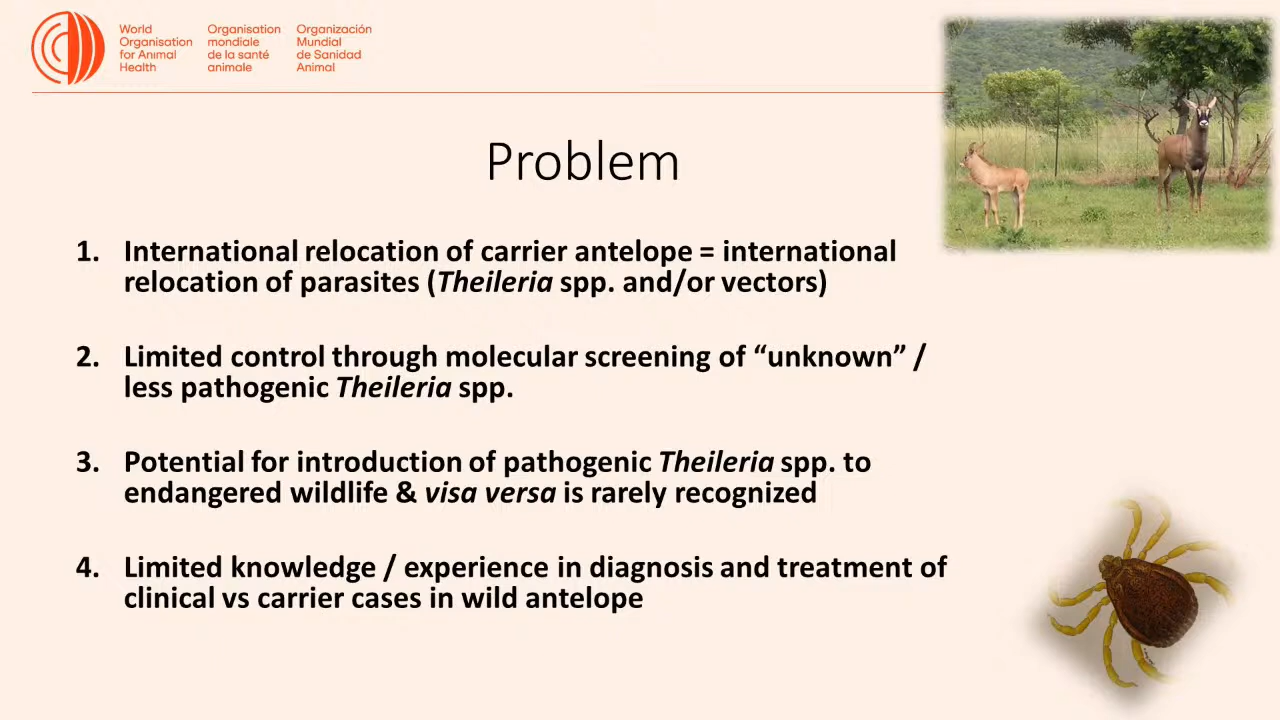 World
Organisation
for Animal
Health
Organisation
mondiale
de la santé
animale
Organización
Mundial
de Sanidad
Animal
Problem
1. International relocation of carrier antelope = international
relocation of parasites (Theileria spp. and/or vectors)
2. Limited control through molecular screening of “unknown” /
less pathogenic Theileria spp.
3. Potential for introduction of pathogenic Theileria spp. to
endangered wildlife & visa versa is rarely recognized
4. Limited knowledge / experience in diagnosis and treatment of
clinical vs carrier cases in wild antelope